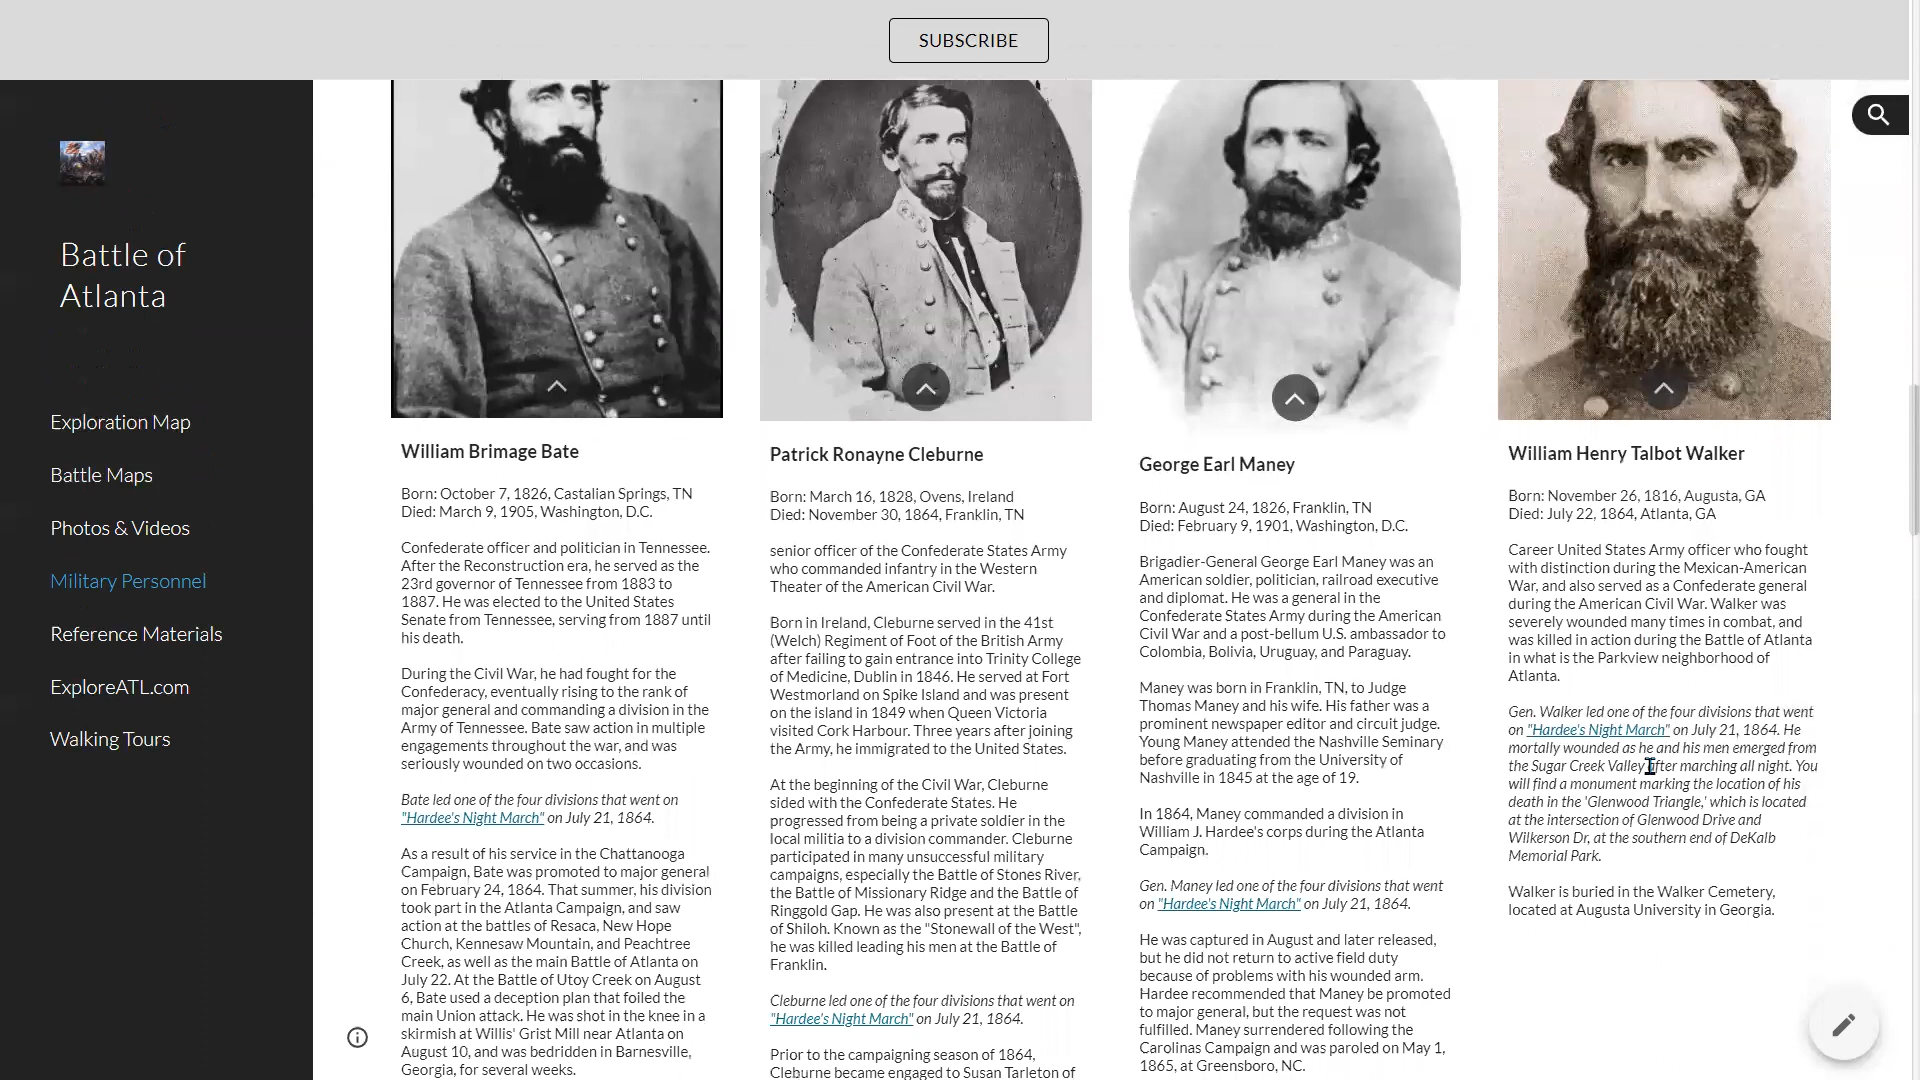 SUBSCRIBE
Battle of
Atlanta
Exploration Map
Battle Maps
Photos & Videos
Military Personnel
Reference Materials
ExploreATL.com
Walking Tours
William Brimage Bate
Born: October 7, 1826, Castalian Springs, TN
Died: March 9, 1905, Washington, D.C.
Confederate officer and politician in Tennessee.
After the Reconstruction era, he served as the
23rd governor of Tennessee from 1883 to
1887. He was elected to the United States
Senate from Tennessee, serving from 1887 until
his death.
During the Civil War, he had fought for the
Confederacy, eventually rising to the rank of
major general and commanding a division in the
Army of Tennessee. Bate saw action in multiple
engagements throughout the war, and was
seriously wounded on two occasions.
Bate led one of the four divisions that went on
"Hardee's Night March" on July 21, 1864.
As a result of his service in the Chattanooga
Campaign, Bate was promoted to major general
on February 24, 1864. That summer, his division
took part in the Atlanta Campaign, and saw
action at the battles of Resaca, New Hope
Church, Kennesaw Mountain, and Peachtree
Creek, as well as the main Battle of Atlanta on
July 22. At the Battle of Utoy Creek on August
6, Bate used a deception plan that foiled the
main Union attack. He was shot in the knee in a
skirmish at Willis' Grist Mill near Atlanta on
August 10, and was bedridden in Barnesville,
Georgia, for several weeks.
Patrick Ronayne Cleburne
Born: March 16, 1828, Ovens, Ireland
Died: November 30, 1864, Franklin, TN
senior officer of the Confederate States Army
who commanded infantry in the Western
Theater of the American Civil War.
Born in Ireland, Cleburne served in the 41st
(Welch) Regiment of Foot of the British Army
after failing to gain entrance into Trinity College
of Medicine, Dublin in 1846. He served at Fort
Westmorland on Spike Island and was present
on the island in 1849 when Queen Victoria
visited Cork Harbour. Three years after joining
the Army, he immigrated to the United States.
At the beginning of the Civil War, Cleburne
sided with the Confederate States. He
progressed from being a private soldier in the
local militia to a division commander. Cleburne
participated in many unsuccessful military
campaigns, especially the Battle of Stones River,
the Battle of Missionary Ridge and the Battle of
Ringgold Gap. He was also present at the Battle
of Shiloh. Known as the "Stonewall of the West",
he was killed leading his men at the Battle of
Franklin.
Cleburne led one of the four divisions that went on
"Hardee's Night March" on July 21, 1864.
Prior to the campaigning season of 1864,
Cleburne became engaged to Susan Tarleton of
George Earl Maney
Born: August 24, 1826, Franklin, TN
Died: February 9, 1901, Washington, D.C.
Brigadier-General George Earl Maney was an
American soldier, politician, railroad executive
and diplomat. He was a general in the
Confederate States Army during the American
Civil War and a post-bellum U.S. ambassador to
Colombia, Bolivia, Uruguay, and Paraguay.
Maney was born in Franklin, TN, to Judge
Thomas Maney and his wife. His father was a
prominent newspaper editor and circuit judge.
Young Maney attended the Nashville Seminary
before graduating from the University of
Nashville in 1845 at the age of 19.
In 1864, Maney commanded a division in
William J. Hardee's corps during the Atlanta
Campaign.
Gen. Maney led one of the four divisions that went
on "Hardee's Night March" on July 21, 1864.
He was captured in August and later released,
but he did not return to active field duty
because of problems with his wounded arm.
Hardee recommended that Maney be promoted
to major general, but the request was not
fulfilled. Maney surrendered following the
Carolinas Campaign and was paroled on May 1,
1865, at Greensboro, NC.
William Henry Talbot Walker
Born: November 26, 1816, Augusta, GA
Died: July 22, 1864, Atlanta, GA
Career United States Army officer who fought
with distinction during the Mexican-American
War, and also served as a Confederate general
during the American Civil War. Walker was
severely wounded many times in combat, and
was killed in action during the Battle of Atlanta
in what is the Parkview neighborhood of
Atlanta.
Gen. Walker led one of the four divisions that went
on "Hardee's Night March" on July 21, 1864. He
mortally wounded as he and his men emerged from
the Sugar Creek Valley after marching all night. You
will find a monument marking the location of his
death in the 'Glenwood Triangle,' which is located
at the intersection of Glenwood Drive and
Wilkerson Dr, at the southern end of DeKalb
Memorial Park.
Walker is buried in the Walker Cemetery,
located at Augusta University in Georgia.